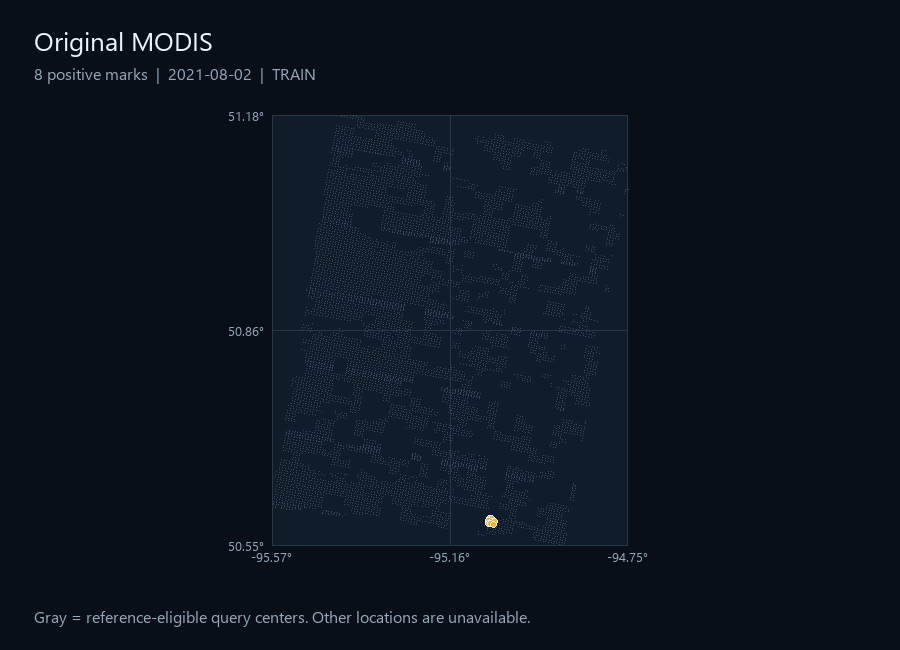 Original MODIS
8 positive marks | 2021-08-02 | TRAIN
51.18°
50.86°
50.55°
-95.57° -95.16° -94.75°
Gray = reference-eligible query centers. Other locations are unavailable.